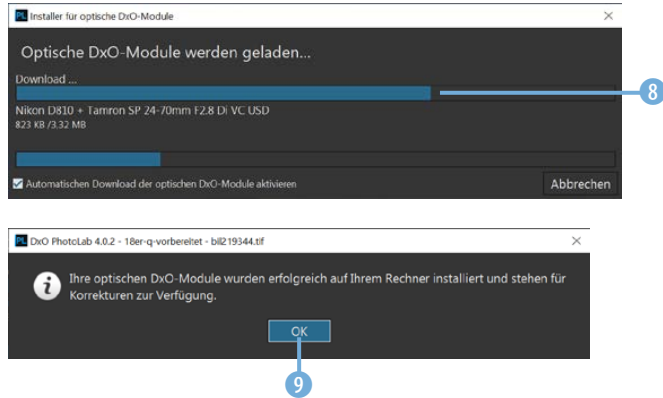 PL Installer für optische DxO-Module
Optische DxO-Module werden geladen...
Download ...
8
Nikon D810 + Tamron SP 24-70mm F2.8 Di VC USD
823 KB /3.32 MB
Automatischen Download der optischen DxO-Module aktivieren
Abbrechen
PL DxO PhotoLab 4.0.2 - 18er-q-vorbereitet - bil219344.tif
i Ihre optischen DxO-Module wurden erfolgreich auf Ihrem Rechner installiert und stehen für
Korrekturen zur Verfügung.
OK
9